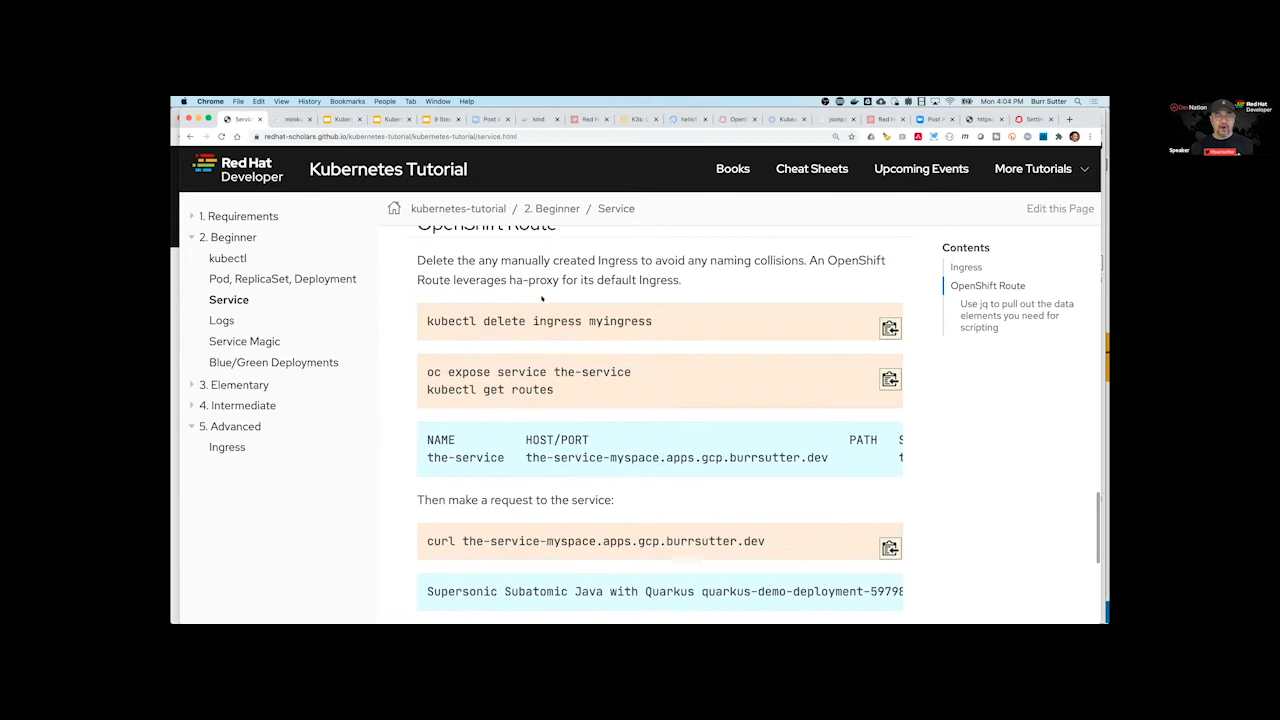 Chrome File Edit View History Bookmarks People Tab Window Help
Mon 4:04 PM Burr Sutter
redhat-scholars.github.io/kubernetes-tutorial/kubernetes-tutorial/service.html
Red Hat
Developer
Kubernetes Tutorial
Books
Cheat Sheets
Upcoming Events
More Tutorials
kubernetes-tutorial / 2. Beginner / Service
Edit this Page
1. Requirements
2. Beginner
kubectl
Pod, ReplicaSet, Deployment
Service
Logs
Service Magic
Blue/Green Deployments
3. Elementary
4. Intermediate
5. Advanced
Ingress
OpenShift Route
Delete the any manually created Ingress to avoid any naming collisions. An OpenShift
Route leverages ha-proxy for its default Ingress.
kubectl delete ingress myingress
oc expose service the-service
kubectl get routes
NAME HOST/PORT PATH S
the-service the-service-myspace.apps.gcp.burrsutter.dev t
Then make a request to the service:
curl the-service-myspace.apps.gcp.burrsutter.dev
Supersonic Subatomic Java with Quarkus quarkus-demo-deployment-59798
Contents
Ingress
OpenShift Route
Use jq to pull out the data
elements you need for
scripting
DevNation
Red Hat
Developer
Speaker